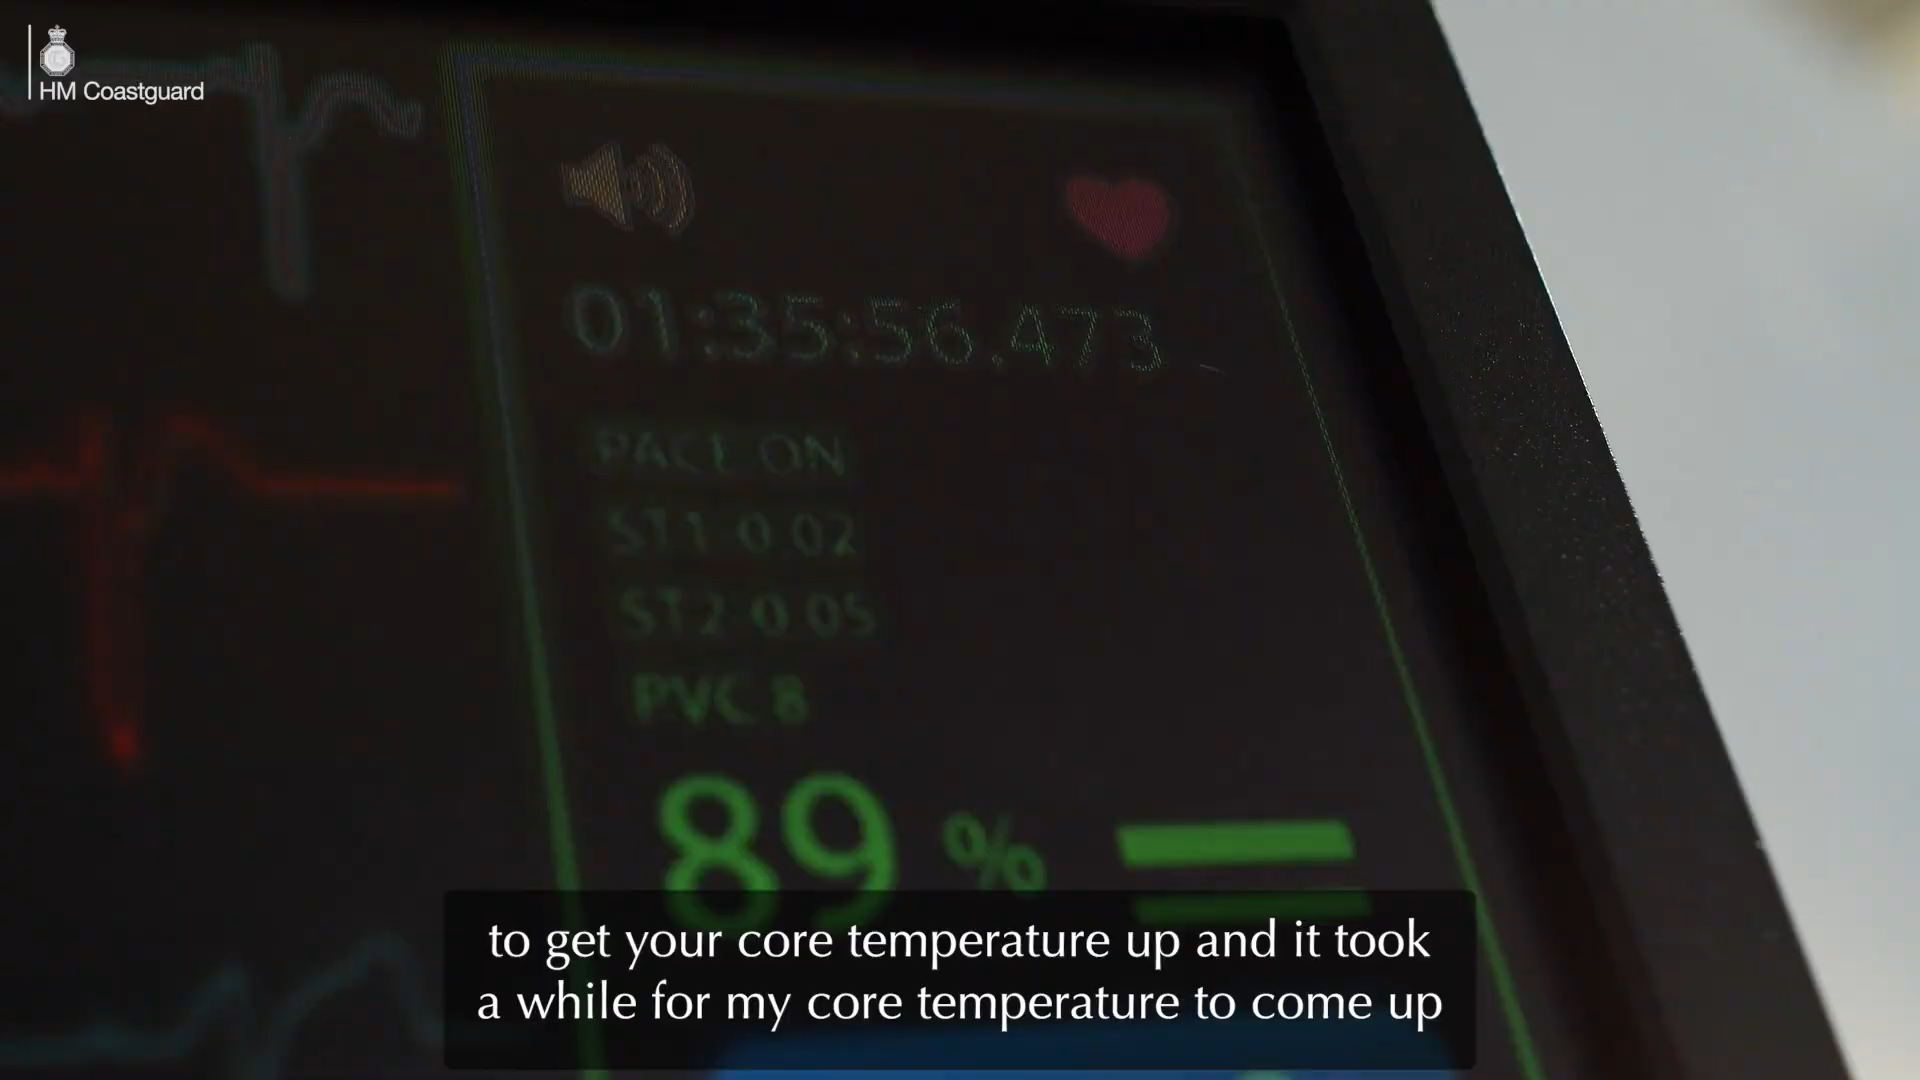 HM Coastguard
01:35:56.473
PACE ON
ST1 0.02
ST2 0.05
PVC 8
89 %
to get your core temperature up and it took
a while for my core temperature to come up